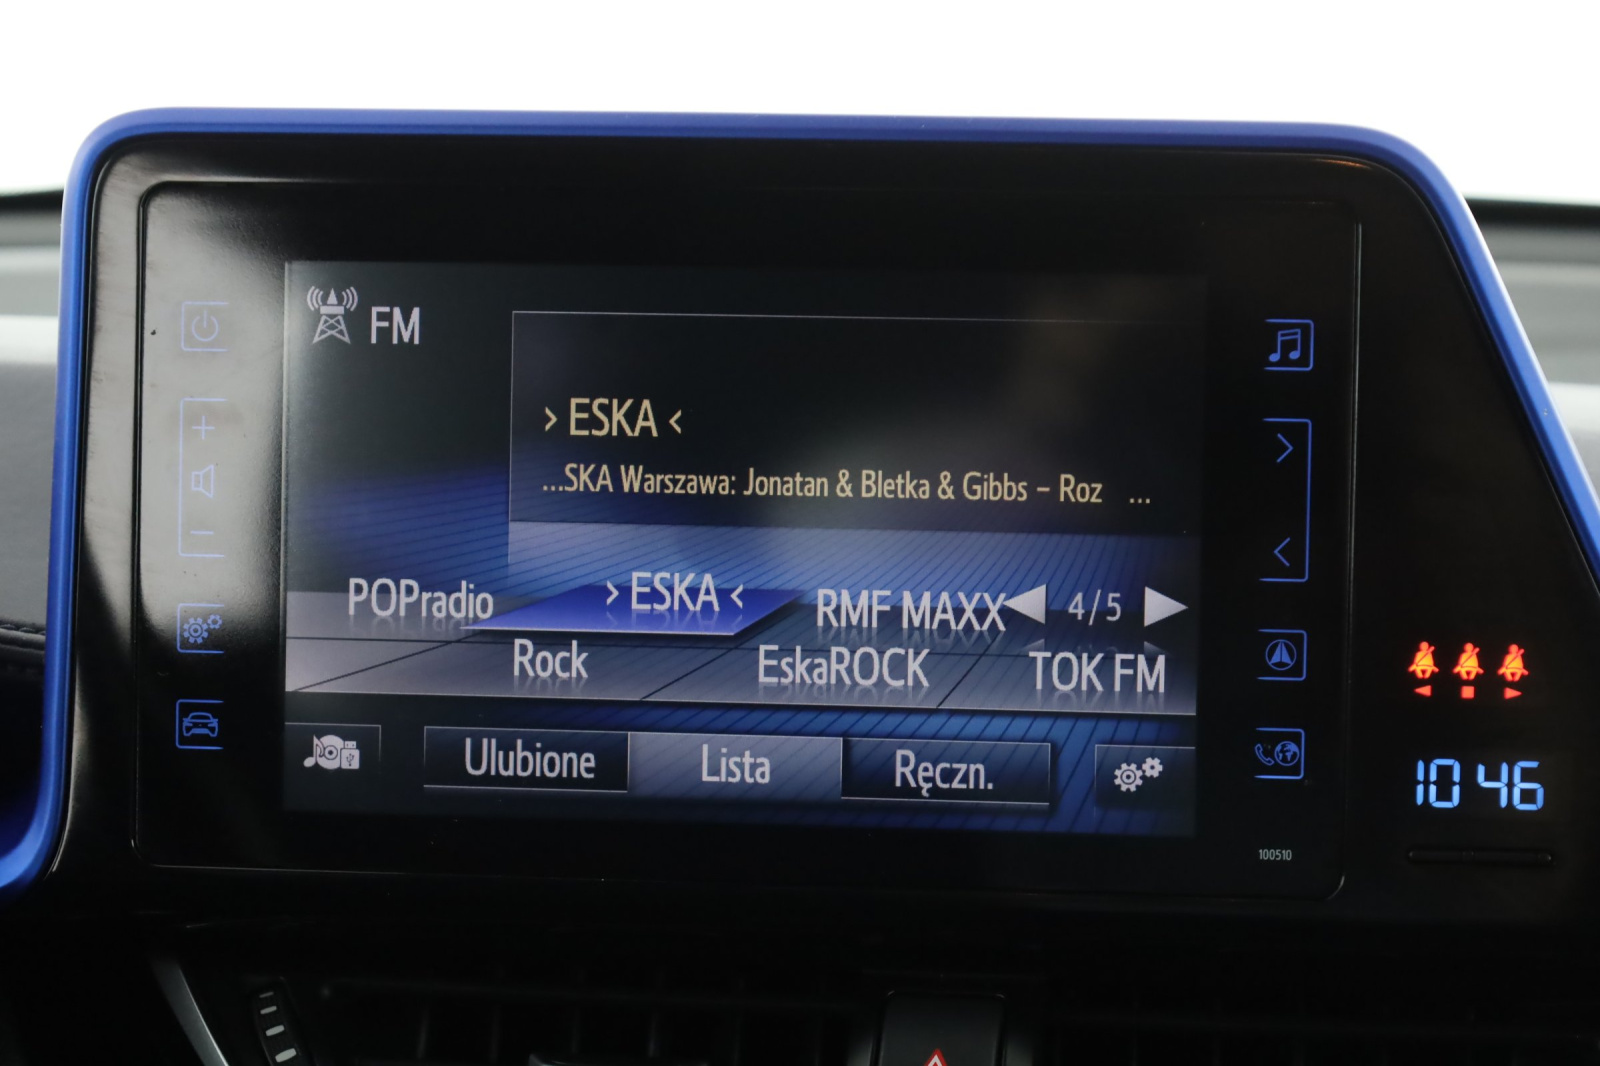 FM
> ESKA <
...SKA Warszawa: Jonatan & Bletka & Gibbs – Roz ...
POPradio > ESKA < RMF MAXX 4/5
Rock EskaROCK TOK FM
Ulubione Lista Ręczn.
10 46
100510